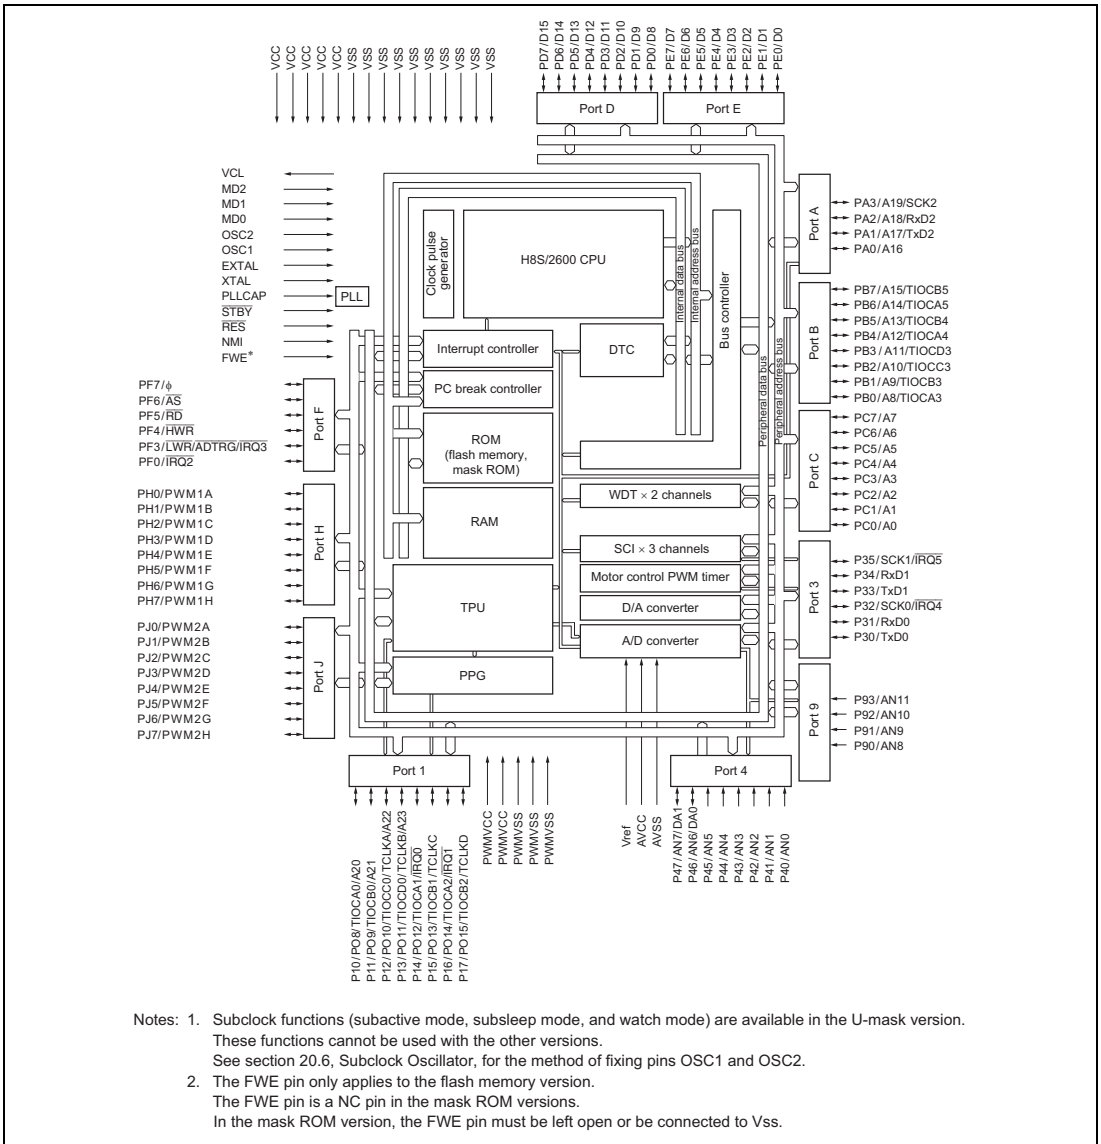 VCC
VCC
VCC
VCC
VCC
VSS
VSS
VSS
VSS
VSS
VSS
VSS
VSS
VSS
VSS
PD7/D15
PD6/D14
PD5/D13
PD4/D12
PD3/D11
PD2/D10
PD1/D9
PD0/D8
PE7/D7
PE6/D6
PE5/D5
PE4/D4
PE3/D3
PE2/D2
PE1/D1
PE0/D0
Port D
Port E
VCL
MD2
MD1
MD0
OSC2
OSC1
EXTAL
XTAL
PLLCAP
STBY
RES
NMI
FWE*
PLL
Clock pulse
generator
H8S/2600 CPU
Internal data bus
Internal address bus
Bus controller
Interrupt controller
DTC
PC break controller
ROM
(flash memory,
mask ROM)
RAM
WDT × 2 channels
SCI × 3 channels
Motor control PWM timer
D/A converter
A/D converter
TPU
PPG
Peripheral data bus
Peripheral address bus
Port A
PA3/A19/SCK2
PA2/A18/RxD2
PA1/A17/TxD2
PA0/A16
Port B
PB7/A15/TIOCB5
PB6/A14/TIOCA5
PB5/A13/TIOCB4
PB4/A12/TIOCA4
PB3/A11/TIOCD3
PB2/A10/TIOCC3
PB1/A9/TIOCB3
PB0/A8/TIOCA3
Port C
PC7/A7
PC6/A6
PC5/A5
PC4/A4
PC3/A3
PC2/A2
PC1/A1
PC0/A0
Port 3
P35/SCK1/IRQ5
P34/RxD1
P33/TxD1
P32/SCK0/IRQ4
P31/RxD0
P30/TxD0
Port 9
P93/AN11
P92/AN10
P91/AN9
P90/AN8
PF7/ϕ
PF6/AS
PF5/RD
PF4/HWR
PF3/LWR/ADTRG/IRQ3
PF0/IRQ2
Port F
PH0/PWM1A
PH1/PWM1B
PH2/PWM1C
PH3/PWM1D
PH4/PWM1E
PH5/PWM1F
PH6/PWM1G
PH7/PWM1H
Port H
PJ0/PWM2A
PJ1/PWM2B
PJ2/PWM2C
PJ3/PWM2D
PJ4/PWM2E
PJ5/PWM2F
PJ6/PWM2G
PJ7/PWM2H
Port J
Port 1
Port 4
P10/PO8/TIOCA0/A20
P11/PO9/TIOCB0/A21
P12/PO10/TIOCC0/TCLKA/A22
P13/PO11/TIOCD0/TCLKB/A23
P14/PO12/TIOCA1/IRQ0
P15/PO13/TIOCB1/TCLKC
P16/PO14/TIOCA2/IRQ1
P17/PO15/TIOCB2/TCLKD
PWMVCC
PWMVCC
PWMVSS
PWMVSS
PWMVSS
Vref
AVCC
AVSS
P47/AN7/DA1
P46/AN6/DA0
P45/AN5
P44/AN4
P43/AN3
P42/AN2
P41/AN1
P40/AN0
Notes: 1. Subclock functions (subactive mode, subsleep mode, and watch mode) are available in the U-mask version.
These functions cannot be used with the other versions.
See section 20.6, Subclock Oscillator, for the method of fixing pins OSC1 and OSC2.
2. The FWE pin only applies to the flash memory version.
The FWE pin is a NC pin in the mask ROM versions.
In the mask ROM version, the FWE pin must be left open or be connected to Vss.